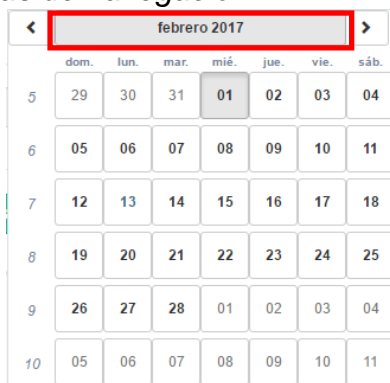 febrero 2017
dom. lun. mar. mié. jue. vie. sáb.
5 29 30 31 01 02 03 04
6 05 06 07 08 09 10 11
7 12 13 14 15 16 17 18
8 19 20 21 22 23 24 25
9 26 27 28 01 02 03 04
10 05 06 07 08 09 10 11